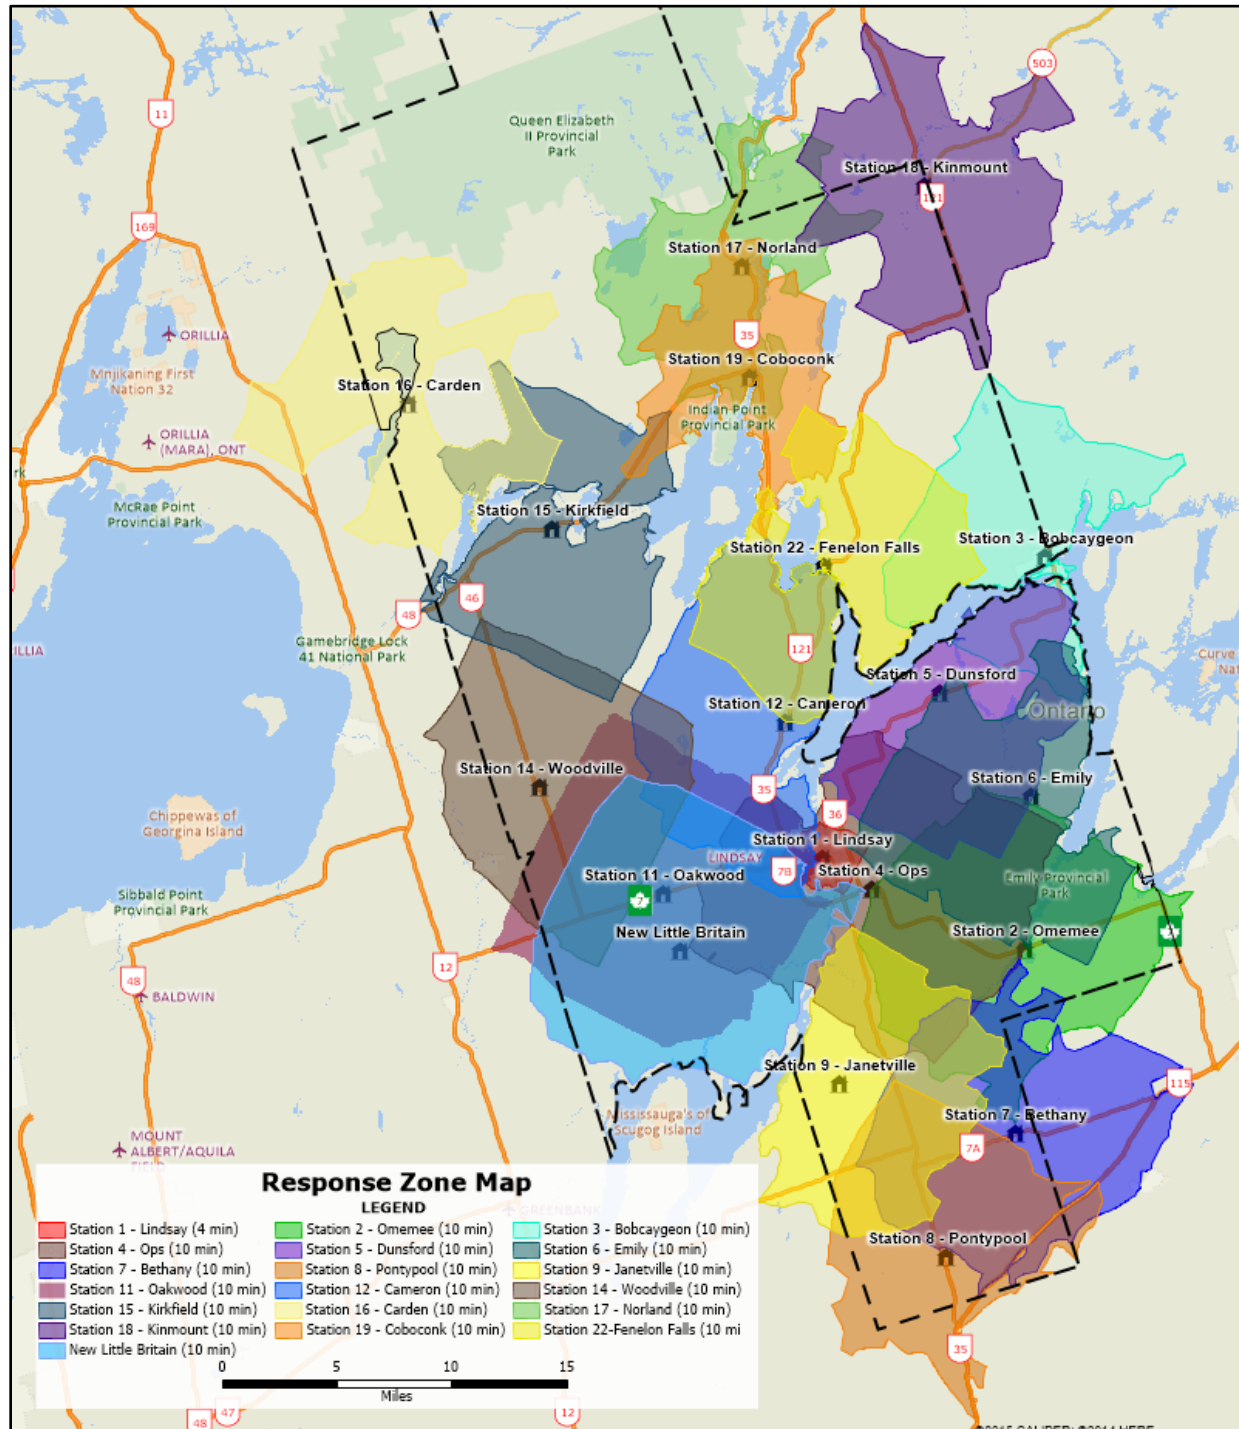 503
11
Queen Elizabeth
II Provincial
Park
Station 18 - Kinmount
121
169
Station 17 - Norland
ORILLIA
35
Mnjikaning First
Nation 32
Station 19 - Coboconk
Station 16 - Carden
Indian Point
Provincial Park
ORILLIA
(MARA), ONT
rk
McRae Point
Provincial Park
Station 15 - Kirkfield
Station 3 - Bobcaygeon
Station 22 - Fenelon Falls
46
48
Gamebridge Lock
41 National Park
121
ILLIA
Curve
Nat
Station 5 - Dunsford
Station 12 - Cameron
Ontario
Station 14 - Woodville
Station 6 - Emily
35
36
Chippewas of
Georgina Island
Station 1 - Lindsay
LINDSAY
7B
Station 4 - Ops
Station 11 - Oakwood
Emily Provincial
Park
Sibbald Point
Provincial Park
7
New Little Britain
Station 2 - Omemee
7
12
48
BALDWIN
Station 9 - Janetville
115
Mississauga's of
Scugog Island
Station 7 - Bethany
MOUNT
ALBERT/AQUILA
FIELD
7A
Response Zone Map
LEGEND
GREENBANK
Station 1 - Lindsay (4 min) Station 2 - Omemee (10 min) Station 3 - Bobcaygeon (10 min)
Station 4 - Ops (10 min) Station 5 - Dunsford (10 min) Station 6 - Emily (10 min)
Station 7 - Bethany (10 min) Station 8 - Pontypool (10 min) Station 9 - Janetville (10 min)
Station 11 - Oakwood (10 min) Station 12 - Cameron (10 min) Station 14 - Woodville (10 min)
Station 15 - Kirkfield (10 min) Station 16 - Carden (10 min) Station 17 - Norland (10 min)
Station 18 - Kinmount (10 min) Station 19 - Coboconk (10 min) Station 22-Fenelon Falls (10 mi
New Little Britain (10 min)
0 5 10 15
Miles
Station 8 - Pontypool
35
48
47
12
©2015 CALIPER; ©2014 HERE